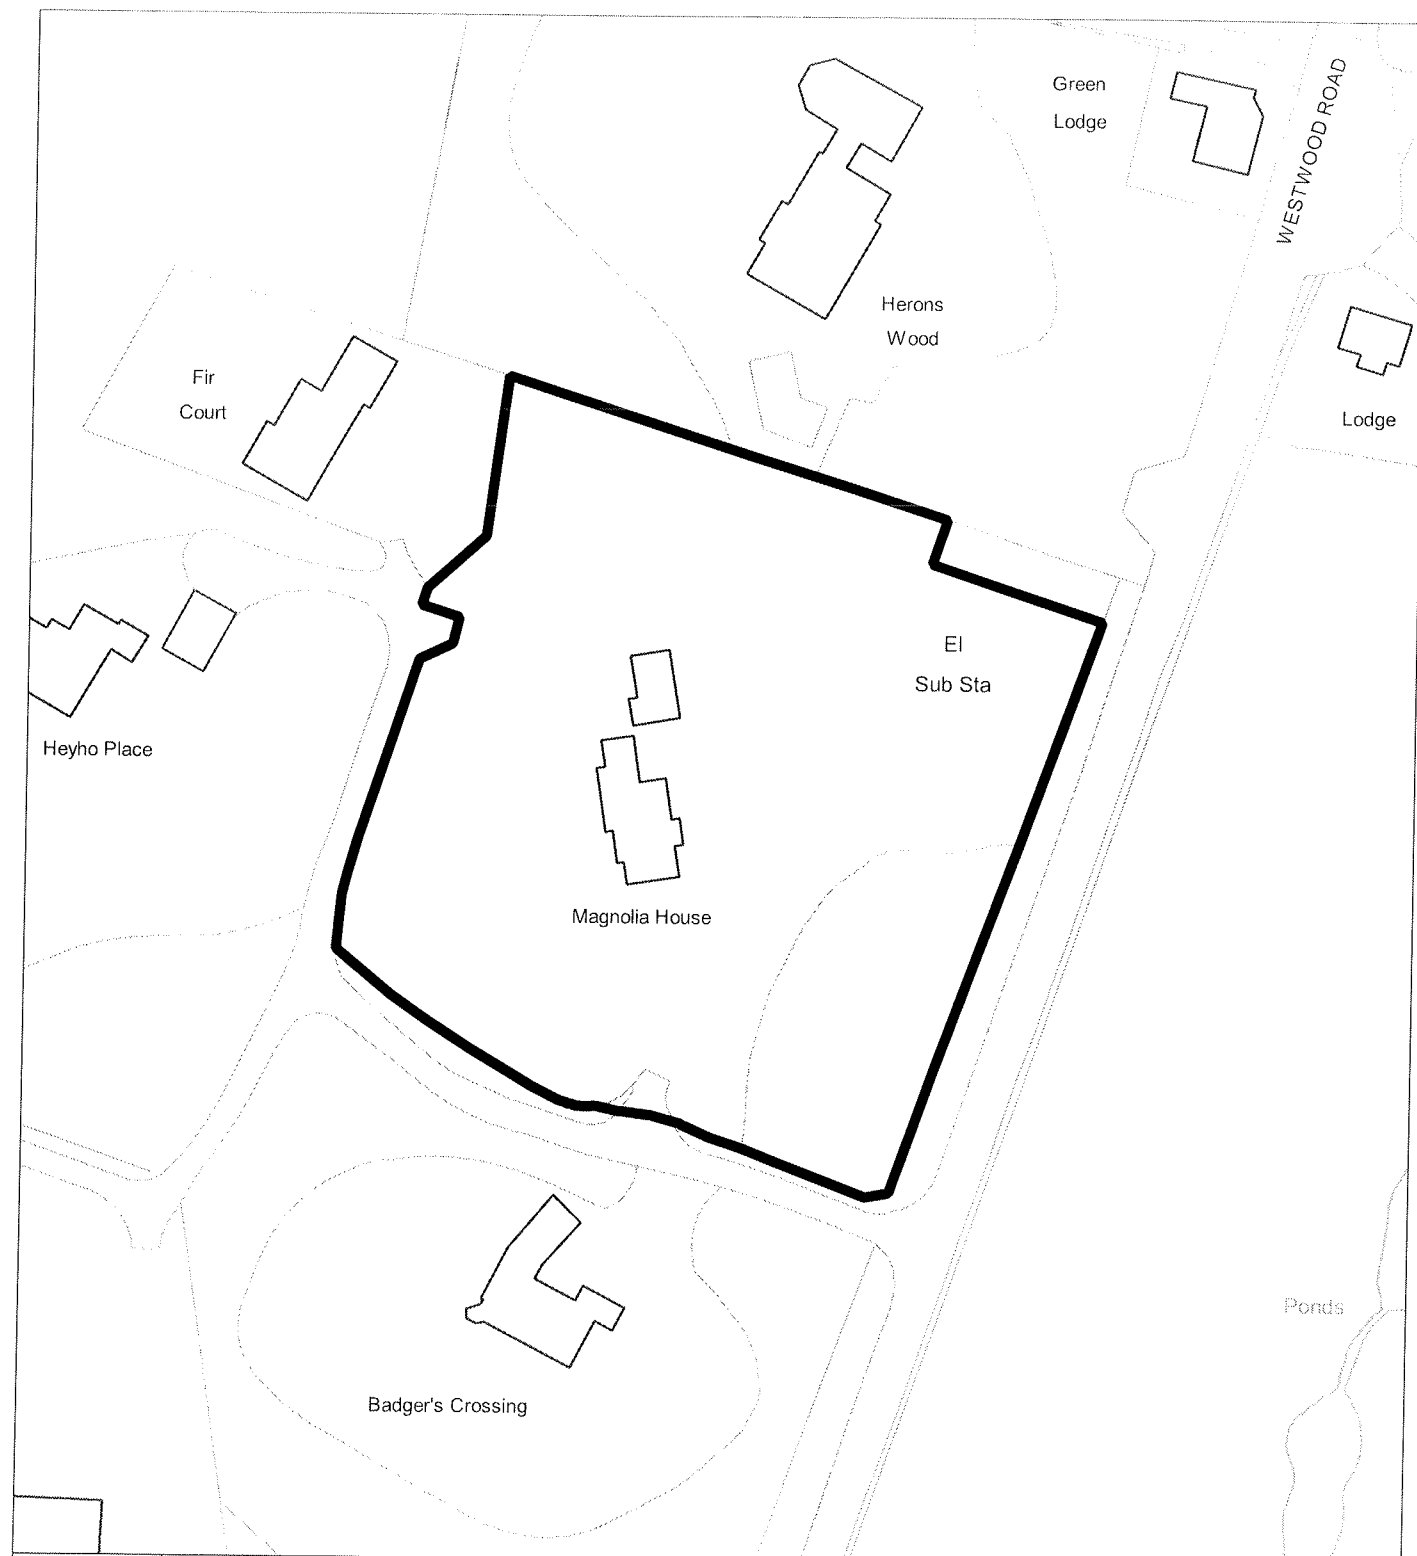 Green
Lodge
WESTWOOD ROAD
Herons
Wood
Fir
Court
Lodge
El
Sub Sta
Heyho Place
Magnolia House
Ponds
Badger's Crossing